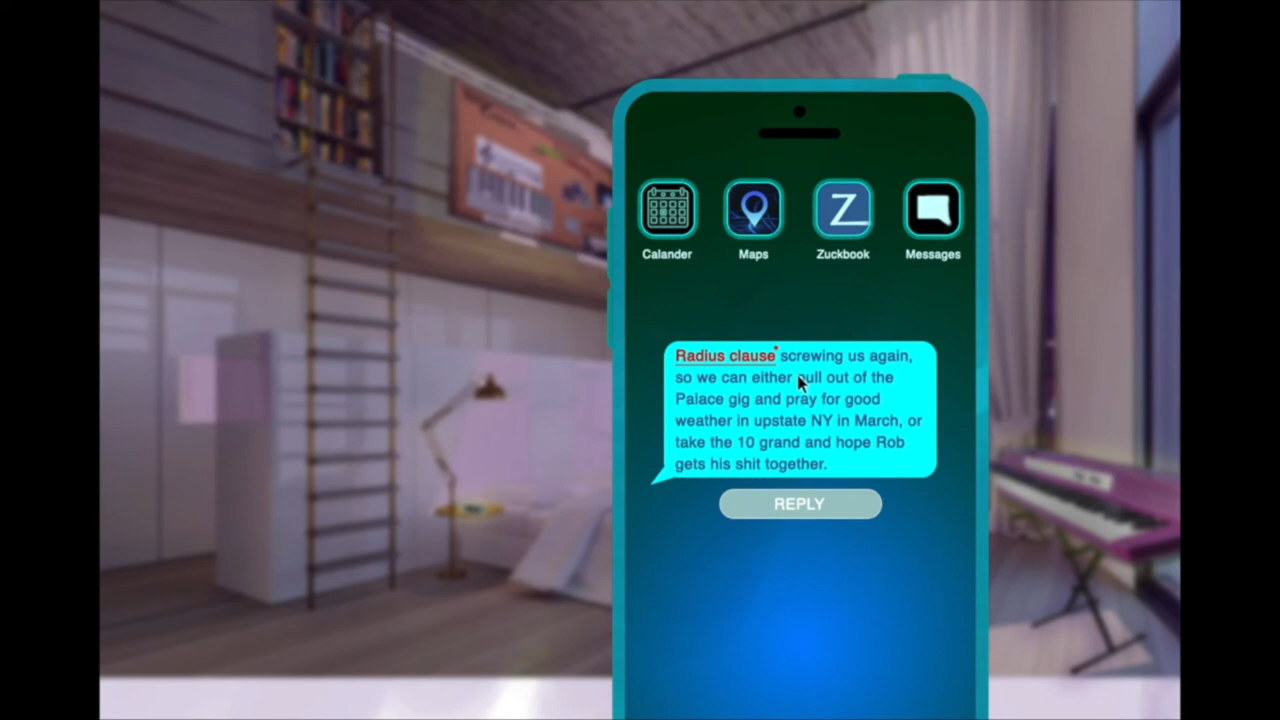 Calander
Maps
Z
Zuckbook
Messages
Radius clause* screwing us again,
so we can either pull out of the
Palace gig and pray for good
weather in upstate NY in March, or
take the 10 grand and hope Rob
gets his shit together.
REPLY